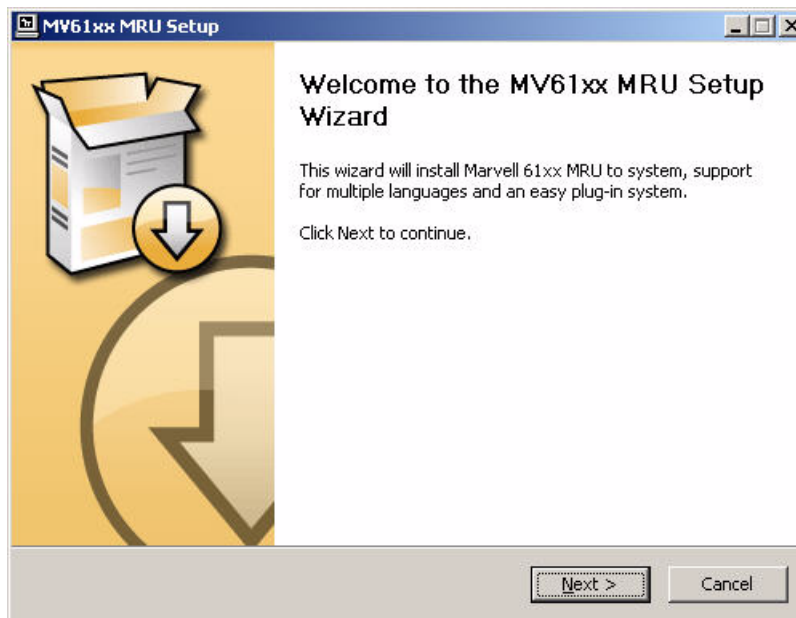 MV61xx MRU Setup
Welcome to the MV61xx MRU Setup
Wizard
This wizard will install Marvell 61xx MRU to system, support
for multiple languages and an easy plug-in system.
Click Next to continue.
Next >
Cancel